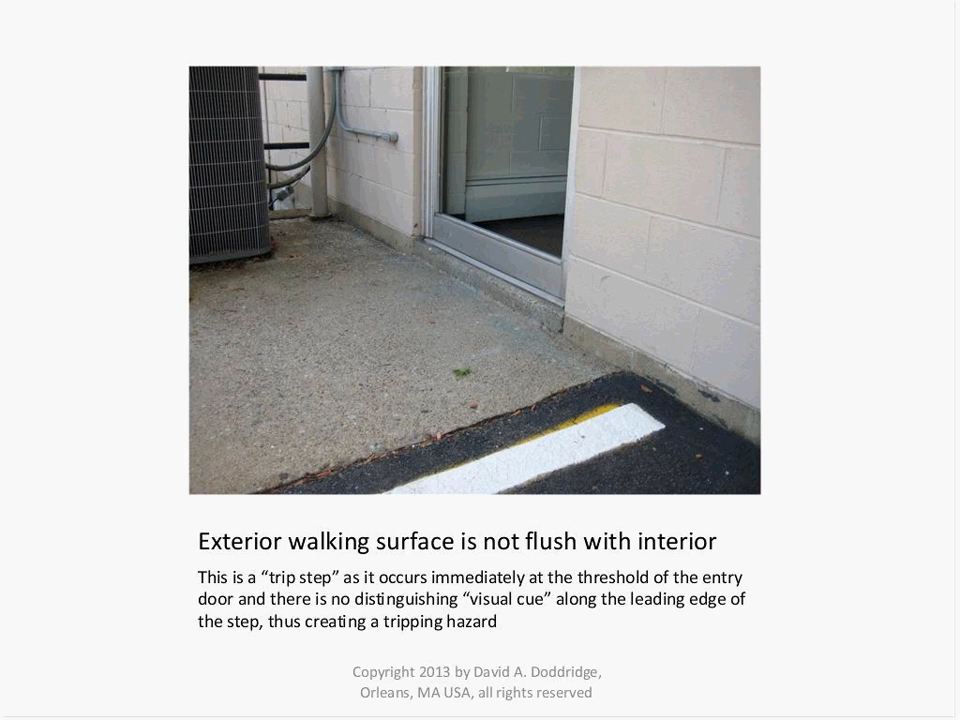 Exterior walking surface is not flush with interior
This is a “trip step” as it occurs immediately at the threshold of the entry
door and there is no distinguishing “visual cue” along the leading edge of
the step, thus creating a tripping hazard
Copyright 2013 by David A. Doddridge,
Orleans, MA USA, all rights reserved